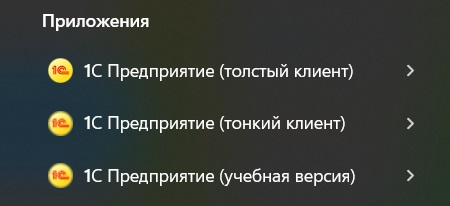 Приложения
1С Предприятие (толстый клиент)
1С Предприятие (тонкий клиент)
1С Предприятие (учебная версия)